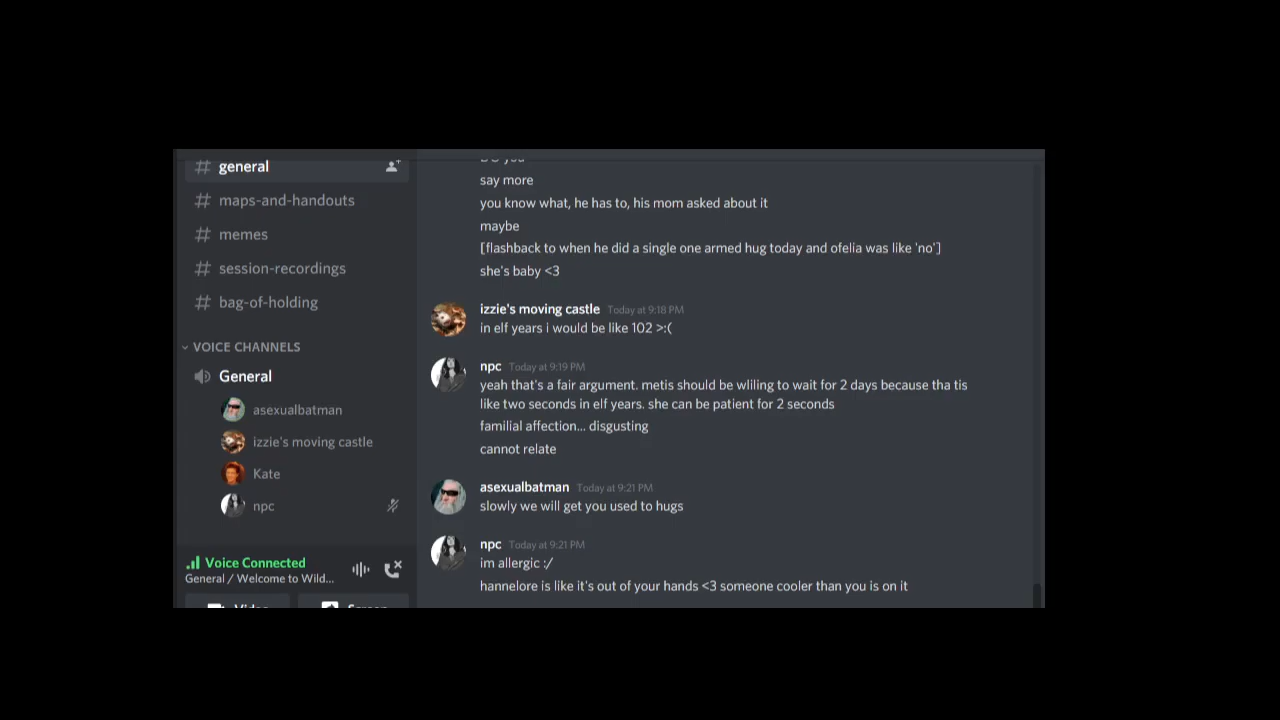 general
maps-and-handouts
memes
session-recordings
bag-of-holding
VOICE CHANNELS
General
asexualbatman
izzie's moving castle
Kate
npc
Voice Connected
General / Welcome to Wild...
Video
Screen
say more
you know what, he has to, his mom asked about it
maybe
[flashback to when he did a single one armed hug today and ofelia was like 'no']
she's baby <3
izzie's moving castle Today at 9:18 PM
in elf years i would be like 102 >:(
npc Today at 9:19 PM
yeah that's a fair argument. metis should be wliling to wait for 2 days because tha tis
like two seconds in elf years. she can be patient for 2 seconds
familial affection... disgusting
cannot relate
asexualbatman Today at 9:21 PM
slowly we will get you used to hugs
npc Today at 9:21 PM
im allergic :/
hannelore is like it's out of your hands <3 someone cooler than you is on it